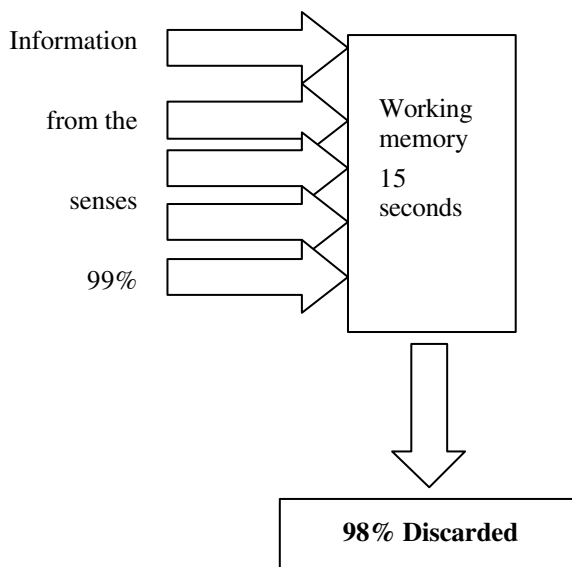 Information
from the
senses
99%
Working
memory
15
seconds
98% Discarded